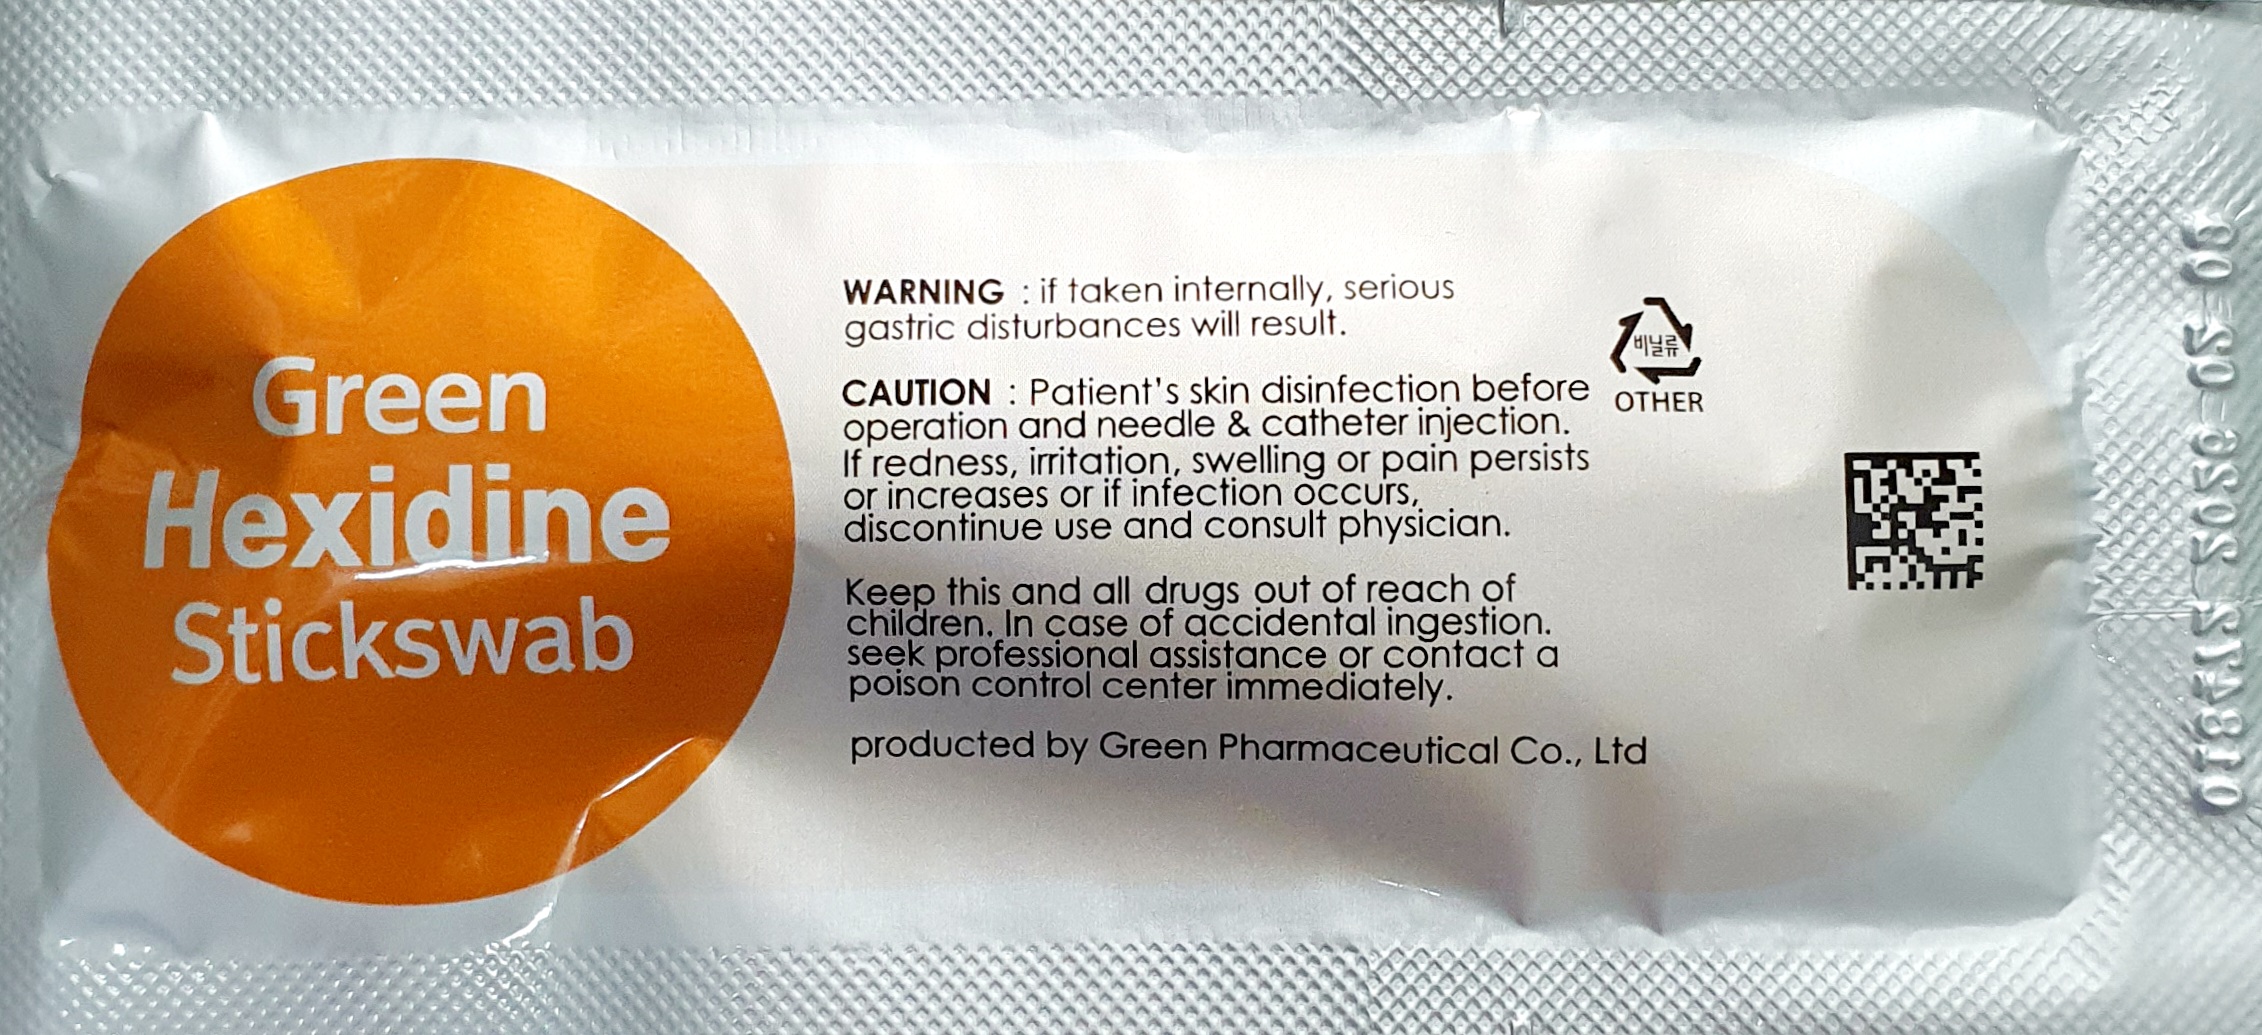 Green
Hexidine
Stickswab
WARNING : if taken internally, serious
gastric disturbances will result.
CAUTION : Patient's skin disinfection before
operation and needle & catheter injection.
If redness, irritation, swelling or pain persists
or increases or if infection occurs,
discontinue use and consult physician.
Keep this and all drugs out of reach of
children. In case of accidental ingestion.
seek professional assistance or contact a
poison control center immediately.
producted by Green Pharmaceutical Co., Ltd
비닐류
OTHER